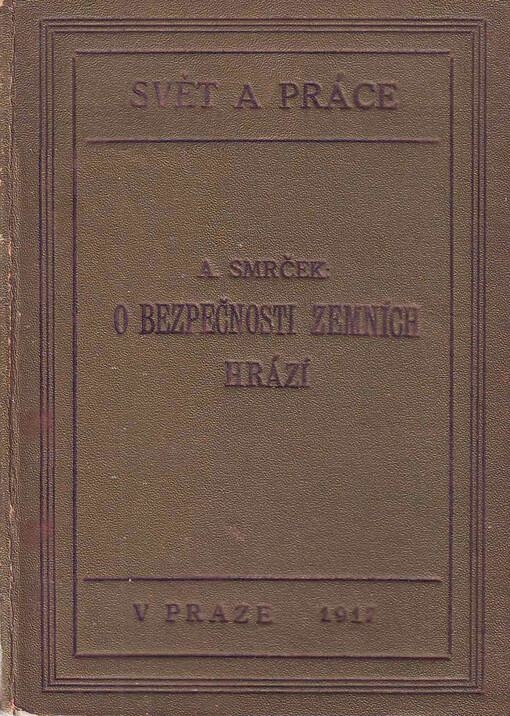 SVĚT A PRÁCE
A. SMRČEK:
O BEZPEČNOSTI ZEMNÍCH
HRÁZÍ
V PRAZE 1917